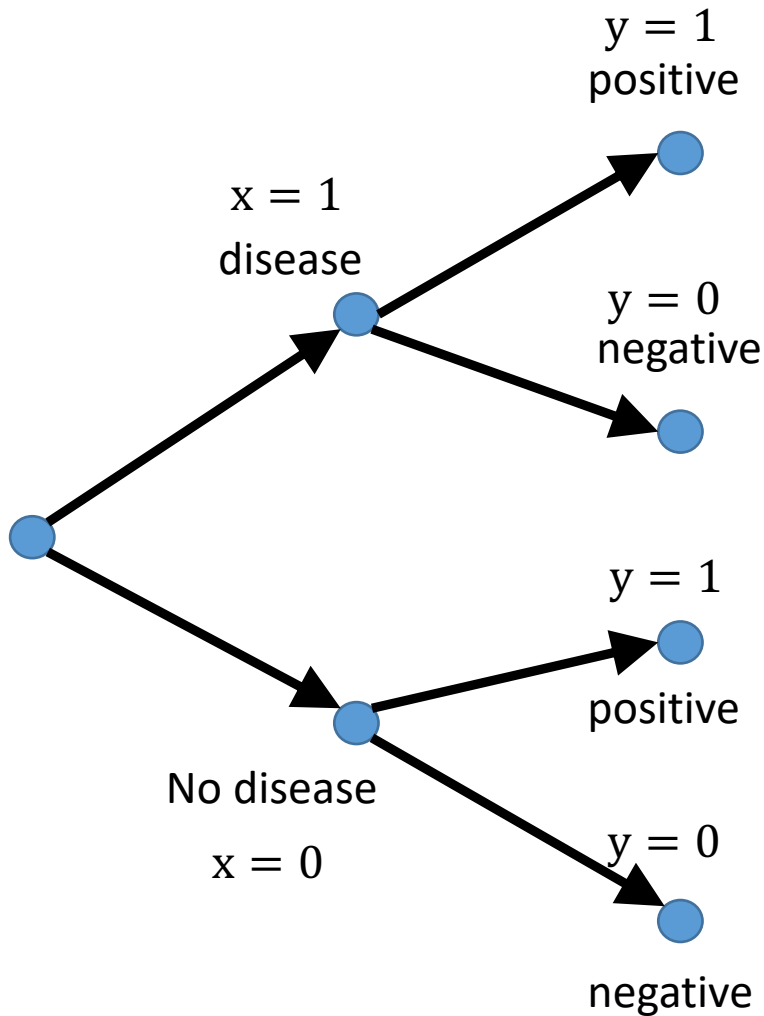 y = 1
positive
x = 1
disease
y = 0
negative
y = 1
positive
No disease
x = 0
y = 0
negative